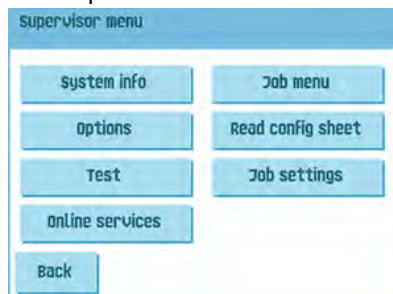 Supervisor menu
System info
Job menu
Options
Read config sheet
Test
Job settings
Online services
Back